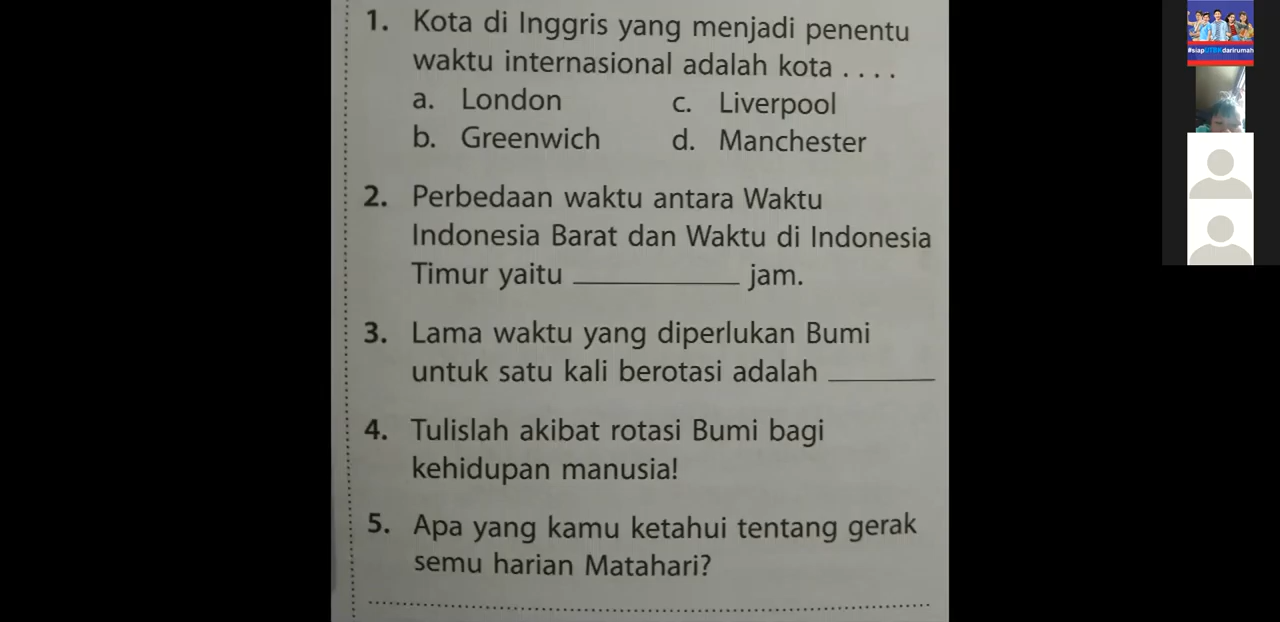 1. Kota di Inggris yang menjadi penentu
waktu internasional adalah kota . . . .
a. London c. Liverpool
b. Greenwich d. Manchester
2. Perbedaan waktu antara Waktu
Indonesia Barat dan Waktu di Indonesia
Timur yaitu ____________ jam.
3. Lama waktu yang diperlukan Bumi
untuk satu kali berotasi adalah ________
4. Tulislah akibat rotasi Bumi bagi
kehidupan manusia!
5. Apa yang kamu ketahui tentang gerak
semu harian Matahari?
#siapUTBKdarirumah